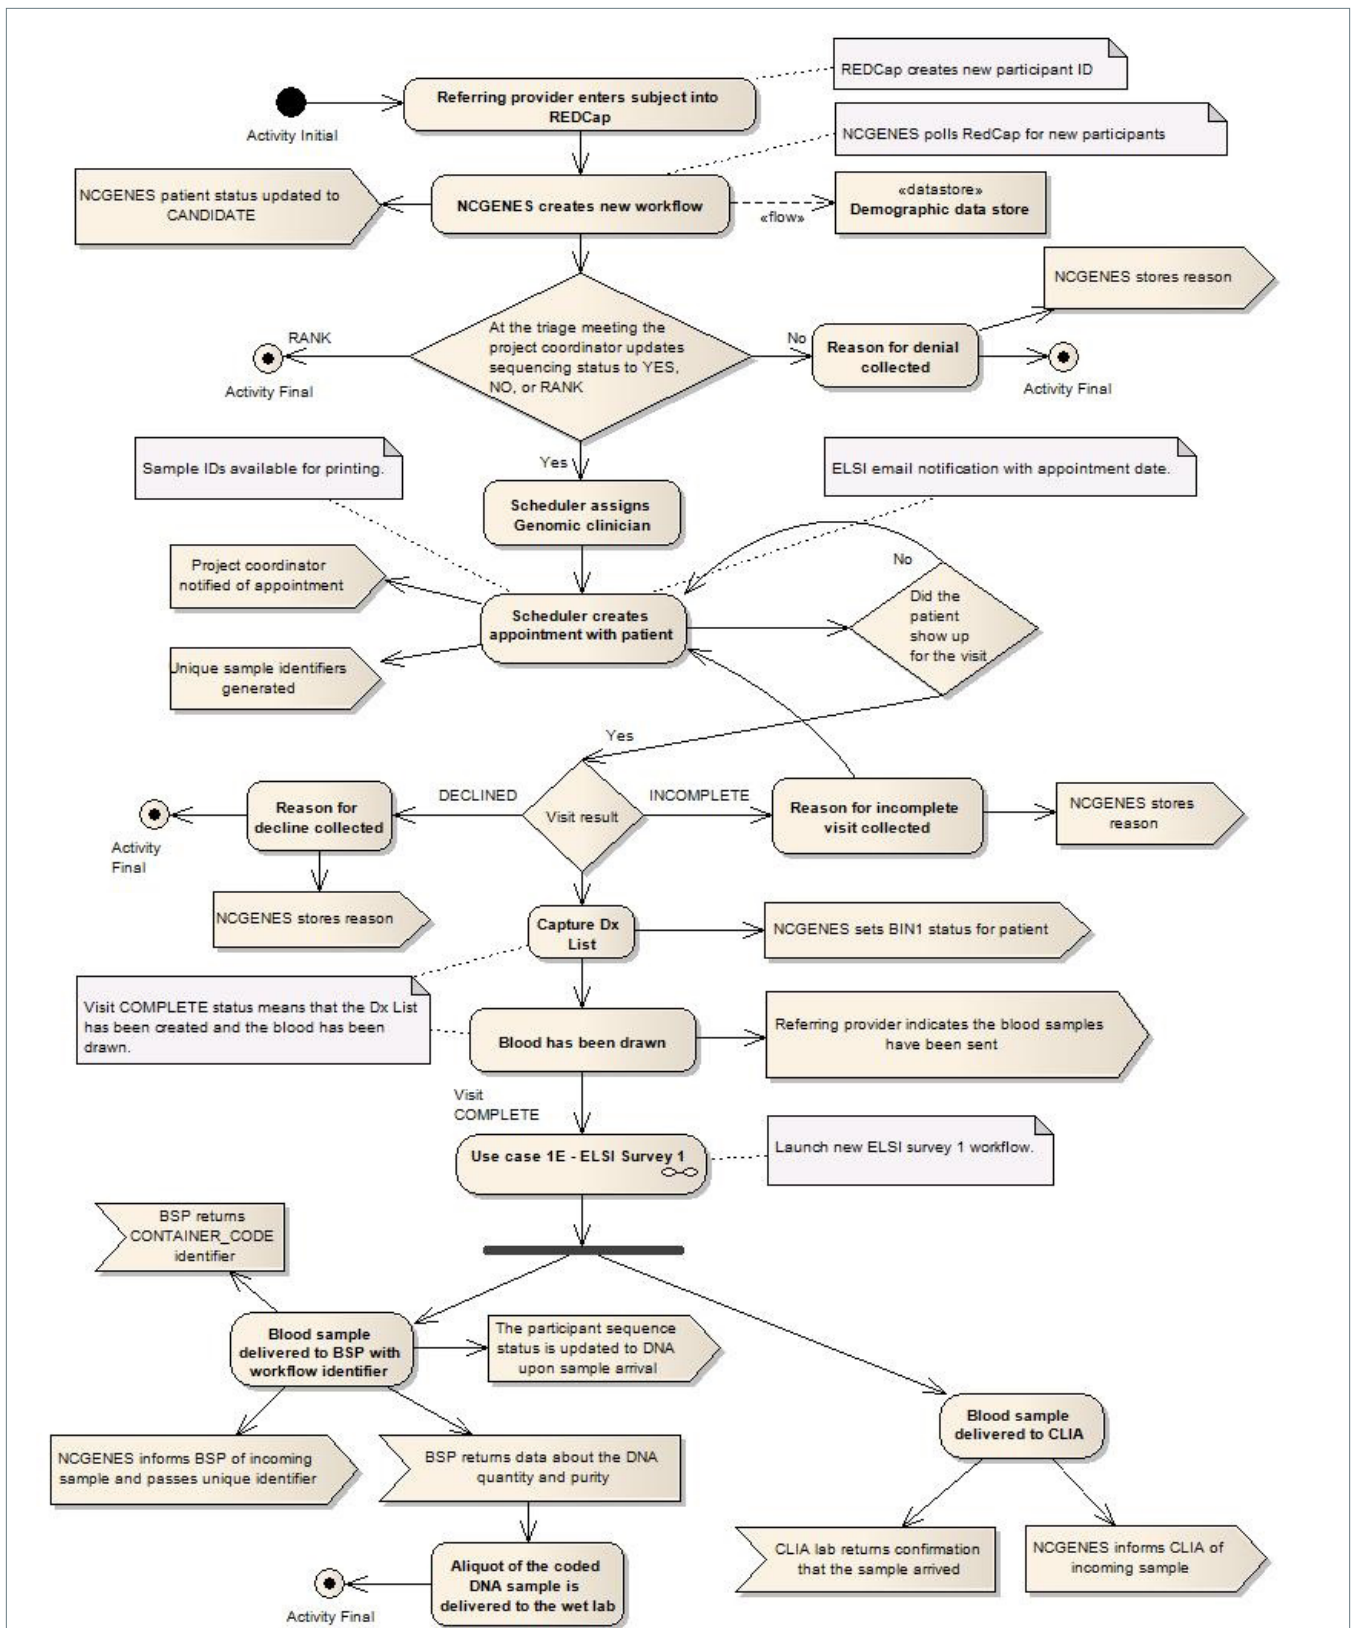 REDCap creates new participant ID
Referring provider enters subject into
REDCap
Activity Initial
NCGENES polls RedCap for new participants
NCGENES patient status updated to
CANDIDATE
NCGENES creates new workflow
«flow»
«datastore»
Demographic data store
NCGENES stores reason
RANK
At the triage meeting the
project coordinator updates
sequencing status to YES,
NO, or RANK
No
Reason for denial
collected
Activity Final
Activity Final
Sample IDs available for printing.
Yes
ELSI email notification with appointment date.
Scheduler assigns
Genomic clinician
Project coordinator
notified of appointment
No
Scheduler creates
appointment with patient
Did the
patient
show up
for the visit
Unique sample identifiers
generated
Yes
DECLINED
INCOMPLETE
Reason for
decline collected
Visit result
Reason for incomplete
visit collected
NCGENES stores
reason
Activity
Final
NCGENES stores reason
Capture Dx
List
NCGENES sets BIN1 status for patient
Visit COMPLETE status means that the Dx List
has been created and the blood has been
drawn.
Blood has been drawn
Referring provider indicates the blood samples
have been sent
Visit
COMPLETE
Use case 1E - ELSI Survey 1
Launch new ELSI survey 1 workflow.
BSP returns
CONTAINER_CODE
identifier
Blood sample
delivered to BSP with
workflow identifier
The participant sequence
status is updated to DNA
upon sample arrival
Blood sample
delivered to CLIA
NCGENES informs BSP of incoming
sample and passes unique identifier
BSP returns data about the DNA
quantity and purity
CLIA lab returns confirmation
that the sample arrived
NCGENES informs CLIA of
incoming sample
Aliquot of the coded
DNA sample is
delivered to the wet lab
Activity Final